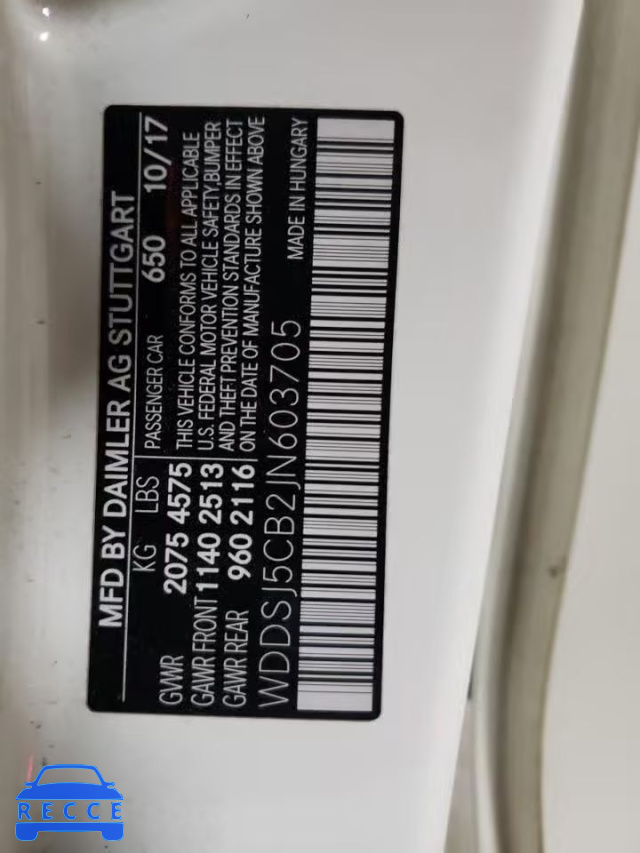 MFD BY DAIMLER AG STUTTGART
KG LBS PASSENGER CAR 650 10/17
GVWR 2075 4575 THIS VEHICLE CONFORMS TO ALL APPLICABLE
GAWR FRONT 1140 2513 U.S. FEDERAL MOTOR VEHICLE SAFETY,BUMPER
GAWR REAR 960 2116 AND THEFT PREVENTION STANDARDS IN EFFECT
ON THE DATE OF MANUFACTURE SHOWN ABOVE
WDDSJ5CB2JN603705 MADE IN HUNGARY
RECCE